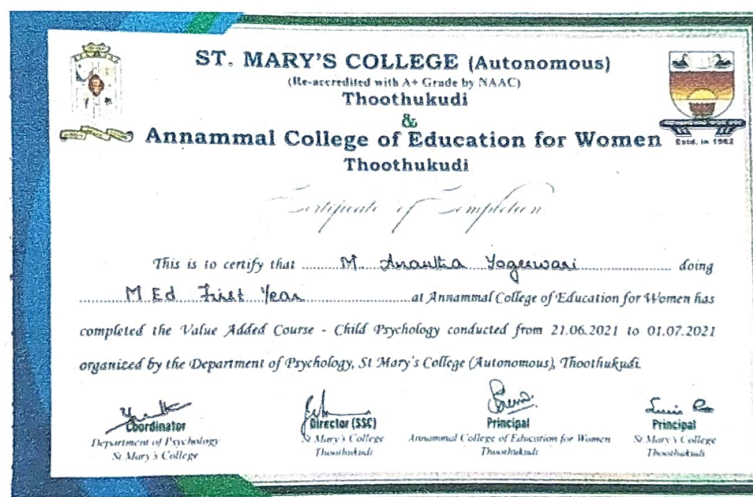 ST. MARY'S COLLEGE (Autonomous)
(Re-accredited with A+ Grade by NAAC)
Thoothukudi
&
Annammal College of Education for Women
Estd. in 1962
Thoothukudi
Certificate of Completion
This is to certify that M. Anantha Yogeswari doing
M.Ed First Year at Annammal College of Education for Women has
completed the Value Added Course - Child Psychology conducted from 21.06.2021 to 01.07.2021
organized by the Department of Psychology, St Mary's College (Autonomous), Thoothukudi.
Coordinator
Department of Psychology
St Mary's College
Director (SSC)
St Mary's College
Thoothukudi
Principal
Annammal College of Education for Women
Thoothukudi
Principal
St Mary's College
Thoothukudi